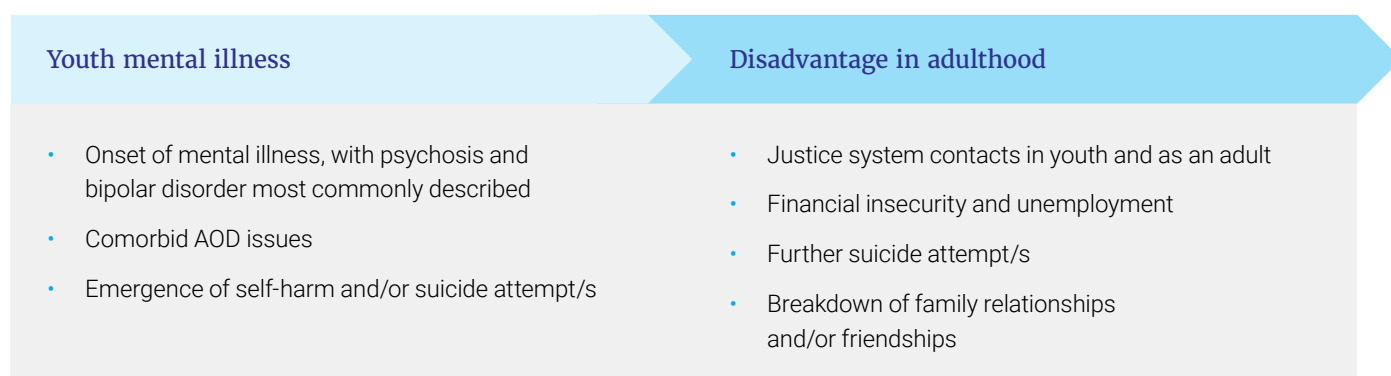 Youth mental illness
• Onset of mental illness, with psychosis and
bipolar disorder most commonly described
• Comorbid AOD issues
• Emergence of self-harm and/or suicide attempt/s
Disadvantage in adulthood
• Justice system contacts in youth and as an adult
• Financial insecurity and unemployment
• Further suicide attempt/s
• Breakdown of family relationships
and/or friendships